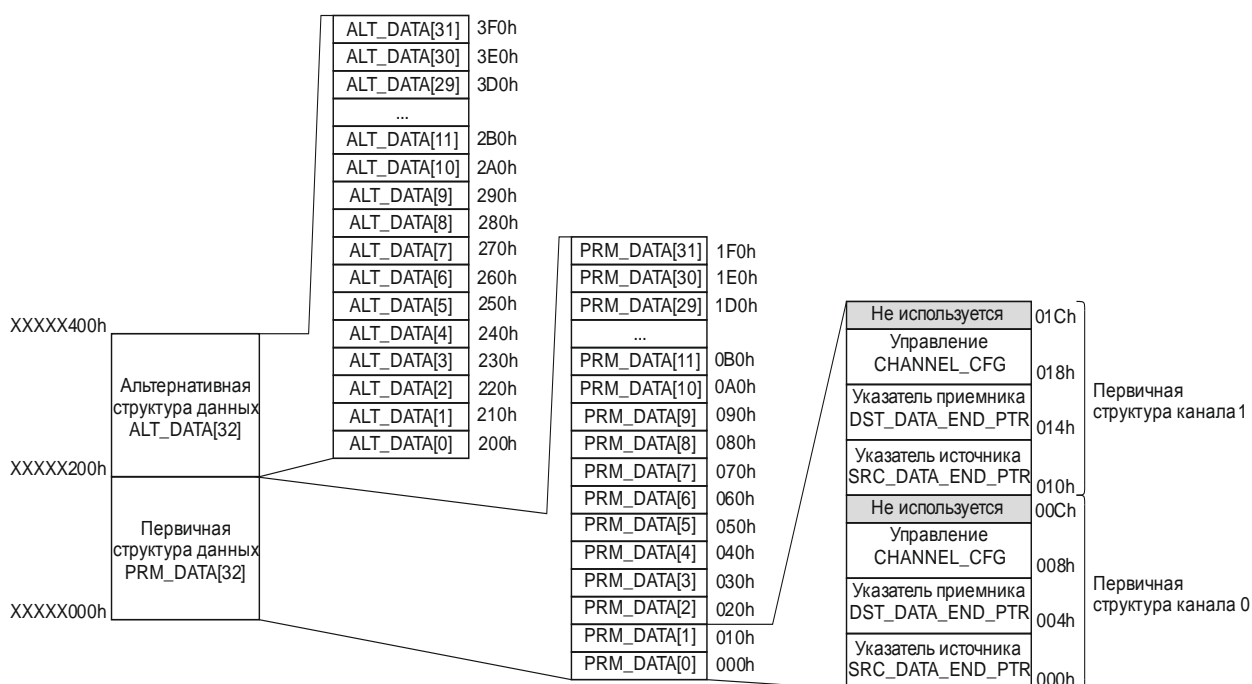 ALT_DATA[31] 3F0h
ALT_DATA[30] 3E0h
ALT_DATA[29] 3D0h
...
ALT_DATA[11] 2B0h
ALT_DATA[10] 2A0h
ALT_DATA[9] 290h
ALT_DATA[8] 280h
ALT_DATA[7] 270h
ALT_DATA[6] 260h
ALT_DATA[5] 250h
ALT_DATA[4] 240h
ALT_DATA[3] 230h
ALT_DATA[2] 220h
ALT_DATA[1] 210h
ALT_DATA[0] 200h
XXXXX400h
Альтернативная
структура данных
ALT_DATA[32]
XXXXX200h
Первичная
структура данных
PRM_DATA[32]
XXXXX000h
PRM_DATA[31] 1F0h
PRM_DATA[30] 1E0h
PRM_DATA[29] 1D0h
...
PRM_DATA[11] 0B0h
PRM_DATA[10] 0A0h
PRM_DATA[9] 090h
PRM_DATA[8] 080h
PRM_DATA[7] 070h
PRM_DATA[6] 060h
PRM_DATA[5] 050h
PRM_DATA[4] 040h
PRM_DATA[3] 030h
PRM_DATA[2] 020h
PRM_DATA[1] 010h
PRM_DATA[0] 000h
Не используется 01Ch
Управление
CHANNEL_CFG 018h
Указатель приемника
DST_DATA_END_PTR 014h
Указатель источника
SRC_DATA_END_PTR 010h
Первичная
структура канала 1
Не используется 00Ch
Управление
CHANNEL_CFG 008h
Указатель приемника
DST_DATA_END_PTR 004h
Указатель источника
SRC_DATA_END_PTR 000h
Первичная
структура канала 0